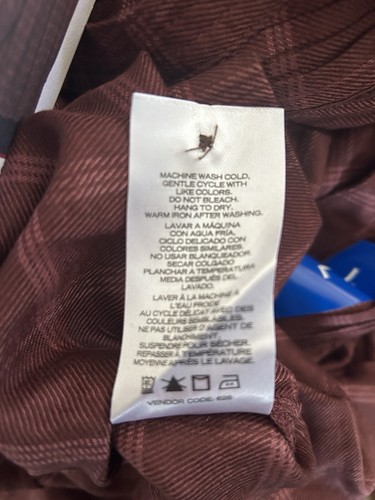 MACHINE WASH COLD,
GENTLE CYCLE WITH
LIKE COLORS.
DO NOT BLEACH.
HANG TO DRY.
WARM IRON AFTER WASHING.
LAVAR A MÁQUINA
CON AGUA FRÍA,
CICLO DELICADO CON
COLORES SIMILARES.
NO USAR BLANQUEADOR.
SECAR COLGADO
PLANCHAR A TEMPERATURA
MEDIA DESPUÉS DEL
LAVADO.
LAVER À LA MACHINE À
L'EAU FROIDE
AU CYCLE DÉLICAT AVEC DES
COULEURS SEMBLABLES.
NE PAS UTILISER D'AGENT DE
BLANCHIMENT.
SUSPENDRE POUR SÉCHER.
REPASSER À TEMPÉRATURE
MOYENNE APRÈS LE LAVAGE.
VENDOR CODE: